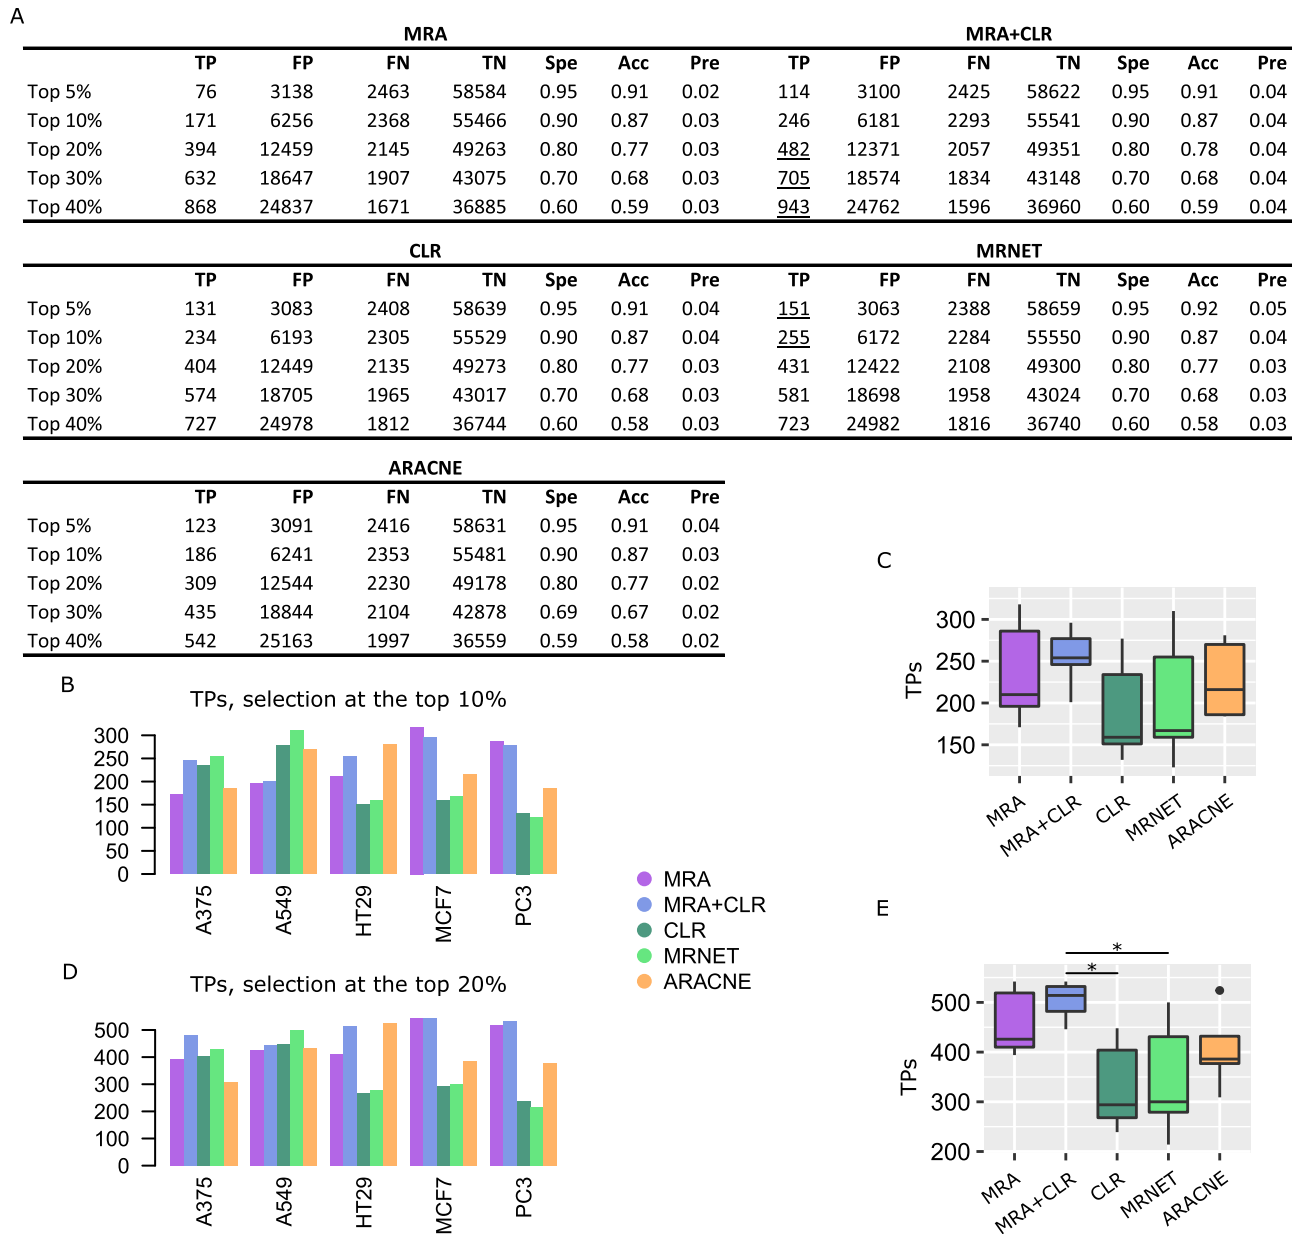 A
MRA MRA+CLR
TP FP FN TN Spe Acc Pre TP FP FN TN Spe Acc Pre
Top 5% 76 3138 2463 58584 0.95 0.91 0.02 114 3100 2425 58622 0.95 0.91 0.04
Top 10% 171 6256 2368 55466 0.90 0.87 0.03 246 6181 2293 55541 0.90 0.87 0.04
Top 20% 394 12459 2145 49263 0.80 0.77 0.03 482 12371 2057 49351 0.80 0.78 0.04
Top 30% 632 18647 1907 43075 0.70 0.68 0.03 705 18574 1834 43148 0.70 0.68 0.04
Top 40% 868 24837 1671 36885 0.60 0.59 0.03 943 24762 1596 36960 0.60 0.59 0.04
CLR MRNET
TP FP FN TN Spe Acc Pre TP FP FN TN Spe Acc Pre
Top 5% 131 3083 2408 58639 0.95 0.91 0.04 151 3063 2388 58659 0.95 0.92 0.05
Top 10% 234 6193 2305 55529 0.90 0.87 0.04 255 6172 2284 55550 0.90 0.87 0.04
Top 20% 404 12449 2135 49273 0.80 0.77 0.03 431 12422 2108 49300 0.80 0.77 0.03
Top 30% 574 18705 1965 43017 0.70 0.68 0.03 581 18698 1958 43024 0.70 0.68 0.03
Top 40% 727 24978 1812 36744 0.60 0.58 0.03 723 24982 1816 36740 0.60 0.58 0.03
ARACNE
TP FP FN TN Spe Acc Pre
Top 5% 123 3091 2416 58631 0.95 0.91 0.04
Top 10% 186 6241 2353 55481 0.90 0.87 0.03
Top 20% 309 12544 2230 49178 0.80 0.77 0.02
Top 30% 435 18844 2104 42878 0.69 0.67 0.02
Top 40% 542 25163 1997 36559 0.59 0.58 0.02
B
TPs, selection at the top 10%
300
250
200
150
100
50
0
A375 A549 HT29 MCF7 PC3
C
TPs
300
250
200
150
MRA MRA+CLR CLR MRNET ARACNE
MRA
MRA+CLR
CLR
MRNET
ARACNE
D
TPs, selection at the top 20%
500
400
300
200
100
0
A375 A549 HT29 MCF7 PC3
E
*
*
TPs
500
400
300
200
MRA MRA+CLR CLR MRNET ARACNE